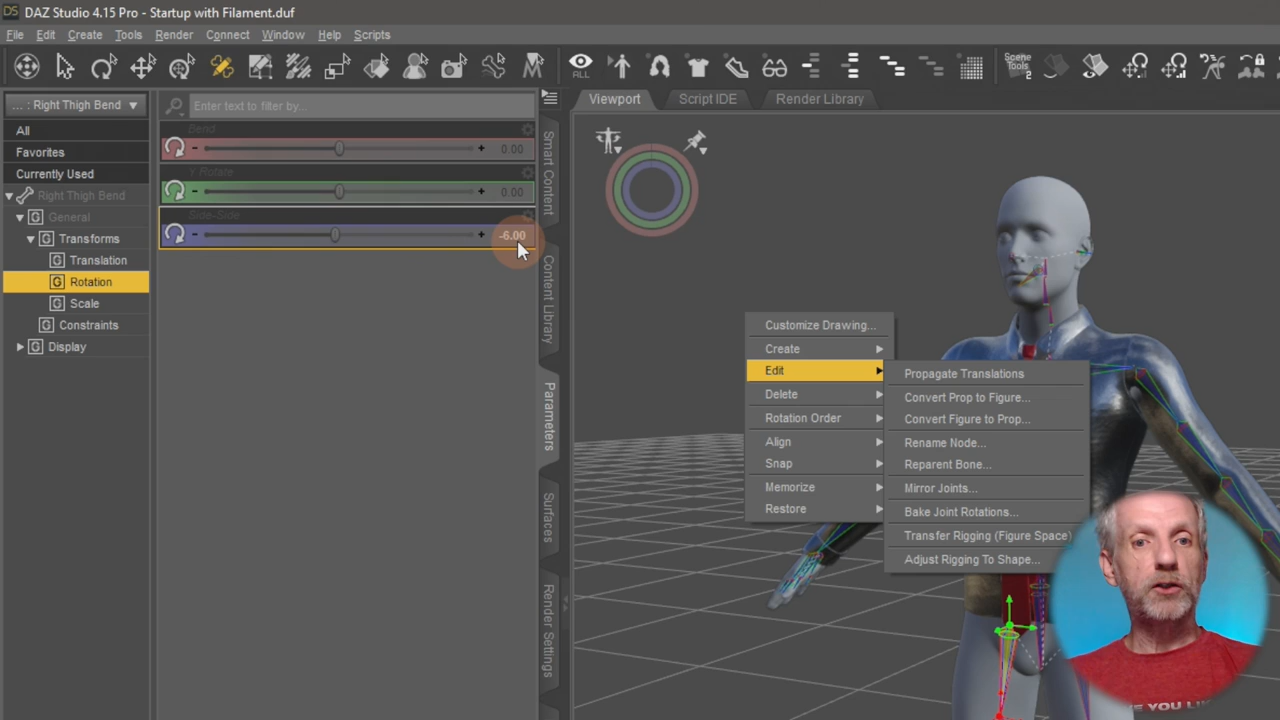 DS DAZ Studio 4.15 Pro - Startup with Filament.duf
File Edit Create Tools Render Connect Window Help Scripts
ALL
Scene Tools 2
... : Right Thigh Bend
Enter text to filter by...
Viewport Script IDE Render Library
All
Favorites
Currently Used
Right Thigh Bend
G General
G Transforms
G Translation
G Rotation
G Scale
G Constraints
G Display
Bend
- + 0.00
Y Rotate
- + 0.00
Side-Side
- + -6.00
Smart Content
Content Library
Parameters
Surfaces
Render Settings
Customize Drawing...
Create
Edit
Delete
Rotation Order
Align
Snap
Memorize
Restore
Propagate Translations
Convert Prop to Figure...
Convert Figure to Prop...
Rename Node...
Reparent Bone...
Mirror Joints...
Bake Joint Rotations...
Transfer Rigging (Figure Space)
Adjust Rigging To Shape...
YOU LIK